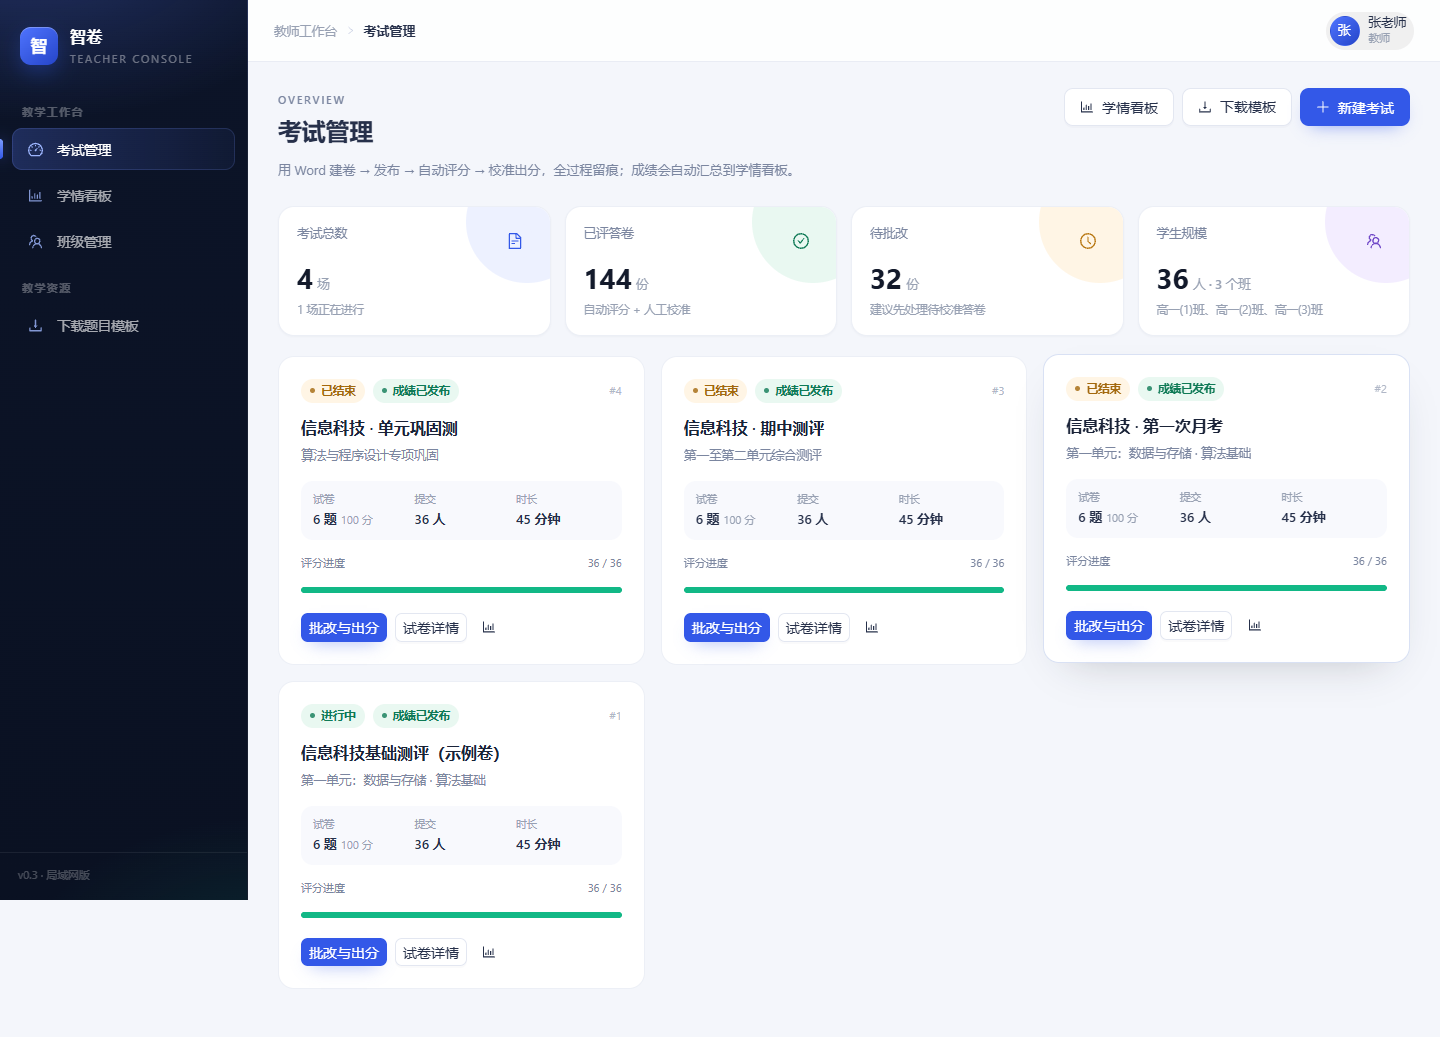 智
智卷
TEACHER CONSOLE
教学工作台
考试管理
学情看板
班级管理
教学资源
下载题目模板
v0.3 · 局域网版
教师工作台 > 考试管理
张
张老师
教师
OVERVIEW
考试管理
用 Word 建卷 → 发布 → 自动评分 → 校准出分，全过程留痕；成绩会自动汇总到学情看板。
学情看板
下载模板
新建考试
考试总数
4 场
1 场正在进行
已评答卷
144 份
自动评分 + 人工校准
待批改
32 份
建议先处理待校准答卷
学生规模
36 人 · 3 个班
高一(1)班、高一(2)班、高一(3)班
已结束 成绩已发布 #4
信息科技 · 单元巩固测
算法与程序设计专项巩固
试卷 提交 时长
6 题 100 分 36 人 45 分钟
评分进度 36 / 36
批改与出分 试卷详情
已结束 成绩已发布 #3
信息科技 · 期中测评
第一至第二单元综合测评
试卷 提交 时长
6 题 100 分 36 人 45 分钟
评分进度 36 / 36
批改与出分 试卷详情
已结束 成绩已发布 #2
信息科技 · 第一次月考
第一单元：数据与存储 · 算法基础
试卷 提交 时长
6 题 100 分 36 人 45 分钟
评分进度 36 / 36
批改与出分 试卷详情
进行中 成绩已发布 #1
信息科技基础测评（示例卷）
第一单元：数据与存储 · 算法基础
试卷 提交 时长
6 题 100 分 36 人 45 分钟
评分进度 36 / 36
批改与出分 试卷详情